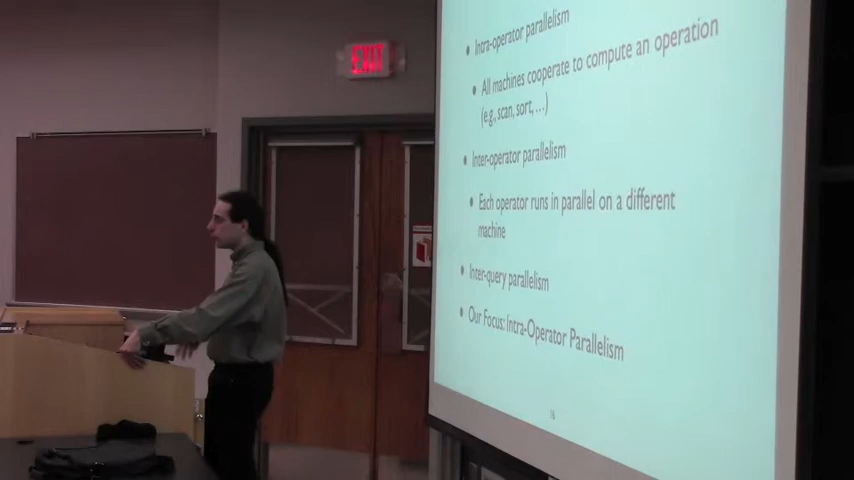 EXIT
Intra-operator parallelism
All machines cooperate to compute an operation
(e.g., scan, sort, ...)
Inter-operator parallelism
Each operator runs in parallel on a different
machine
Inter-query parallelism
Our Focus: Intra-Operator Parallelism